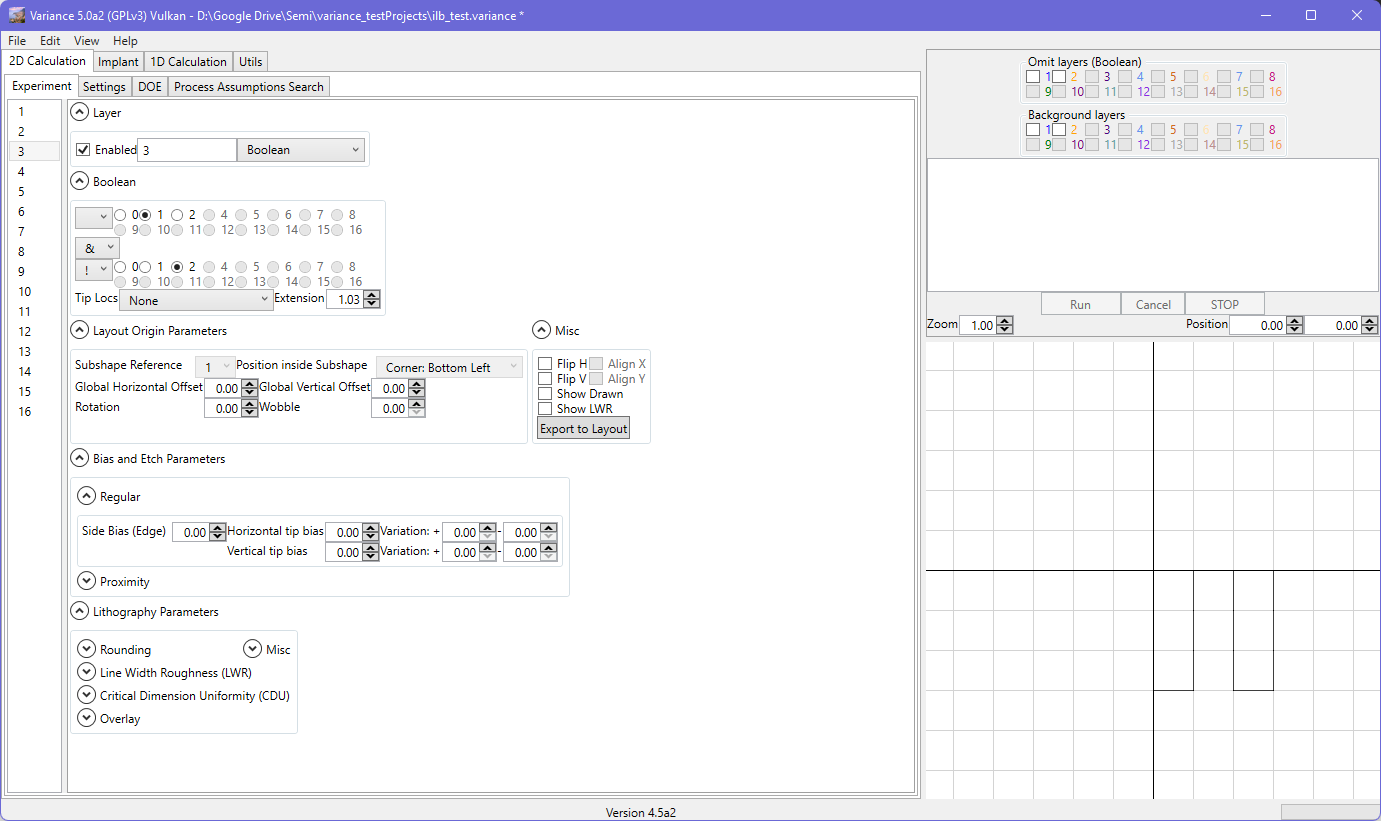 Variance 5.0a2 (GPLv3) Vulkan - D:\Google Drive\Semi\variance_testProjects\ilb_test.variance *
File Edit View Help
2D Calculation Implant 1D Calculation Utils
Experiment Settings DOE Process Assumptions Search
1
2
3
4
5
6
7
8
9
10
11
12
13
14
15
16
Layer
Enabled 3 Boolean
Boolean
0 1 2 4 5 6 7 8
9 10 11 12 13 14 15 16
&
! 0 1 2 4 5 6 7 8
9 10 11 12 13 14 15 16
Tip Locs None Extension 1.03
Layout Origin Parameters
Subshape Reference 1 Position inside Subshape Corner: Bottom Left
Global Horizontal Offset 0.00 Global Vertical Offset 0.00
Rotation 0.00 Wobble 0.00
Misc
Flip H Align X
Flip V Align Y
Show Drawn
Show LWR
Export to Layout
Bias and Etch Parameters
Regular
Side Bias (Edge) 0.00 Horizontal tip bias 0.00 Variation: + 0.00 - 0.00
Vertical tip bias 0.00 Variation: + 0.00 - 0.00
Proximity
Lithography Parameters
Rounding Misc
Line Width Roughness (LWR)
Critical Dimension Uniformity (CDU)
Overlay
Omit layers (Boolean)
1 2 3 4 5 6 7 8
9 10 11 12 13 14 15 16
Background layers
1 2 3 4 5 6 7 8
9 10 11 12 13 14 15 16
Run Cancel STOP
Zoom 1.00 Position 0.00 0.00
Version 4.5a2